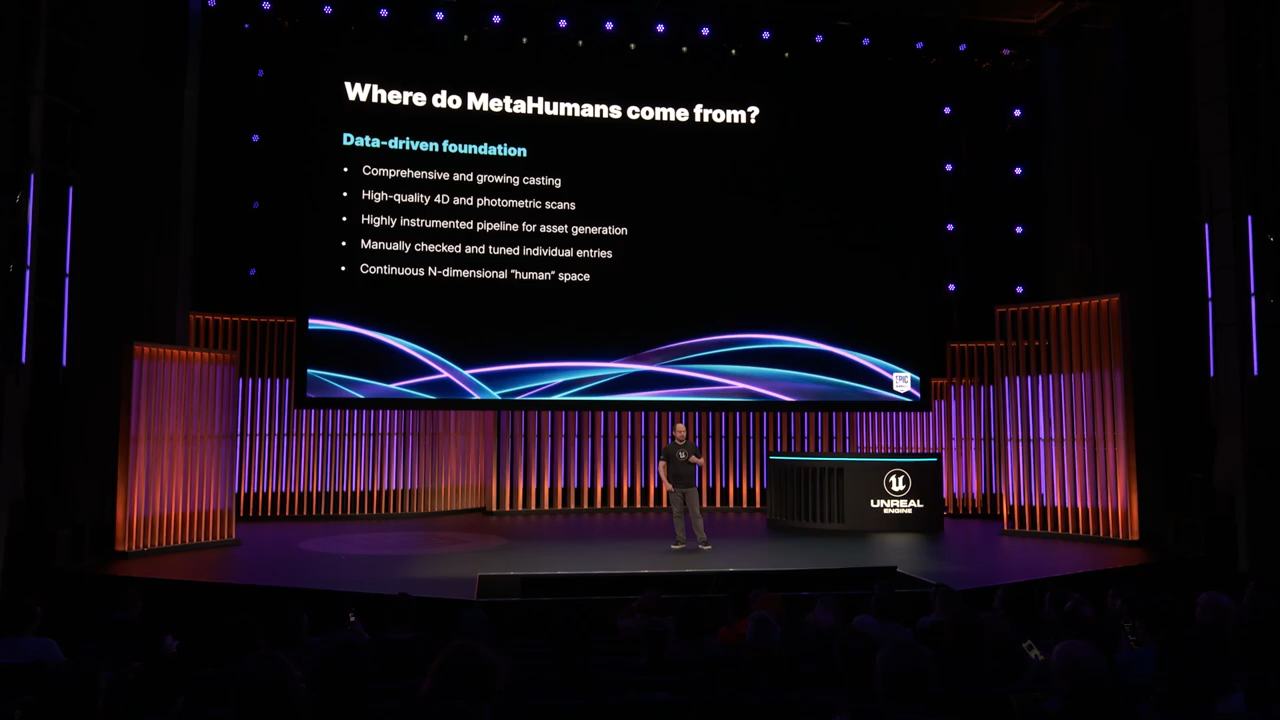 Where do MetaHumans come from?
Data-driven foundation
• Comprehensive and growing casting
• High-quality 4D and photometric scans
• Highly instrumented pipeline for asset generation
• Manually checked and tuned individual entries
• Continuous N-dimensional “human” space
EPIC
UNREAL
ENGINE